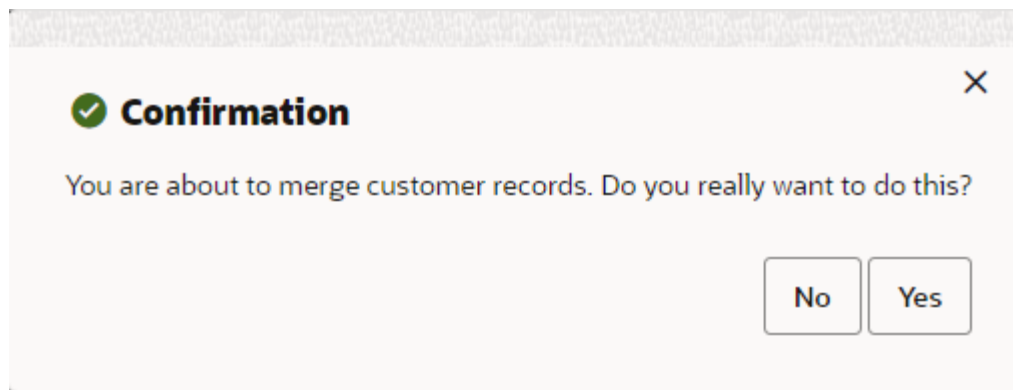 Confirmation
You are about to merge customer records. Do you really want to do this?
No Yes